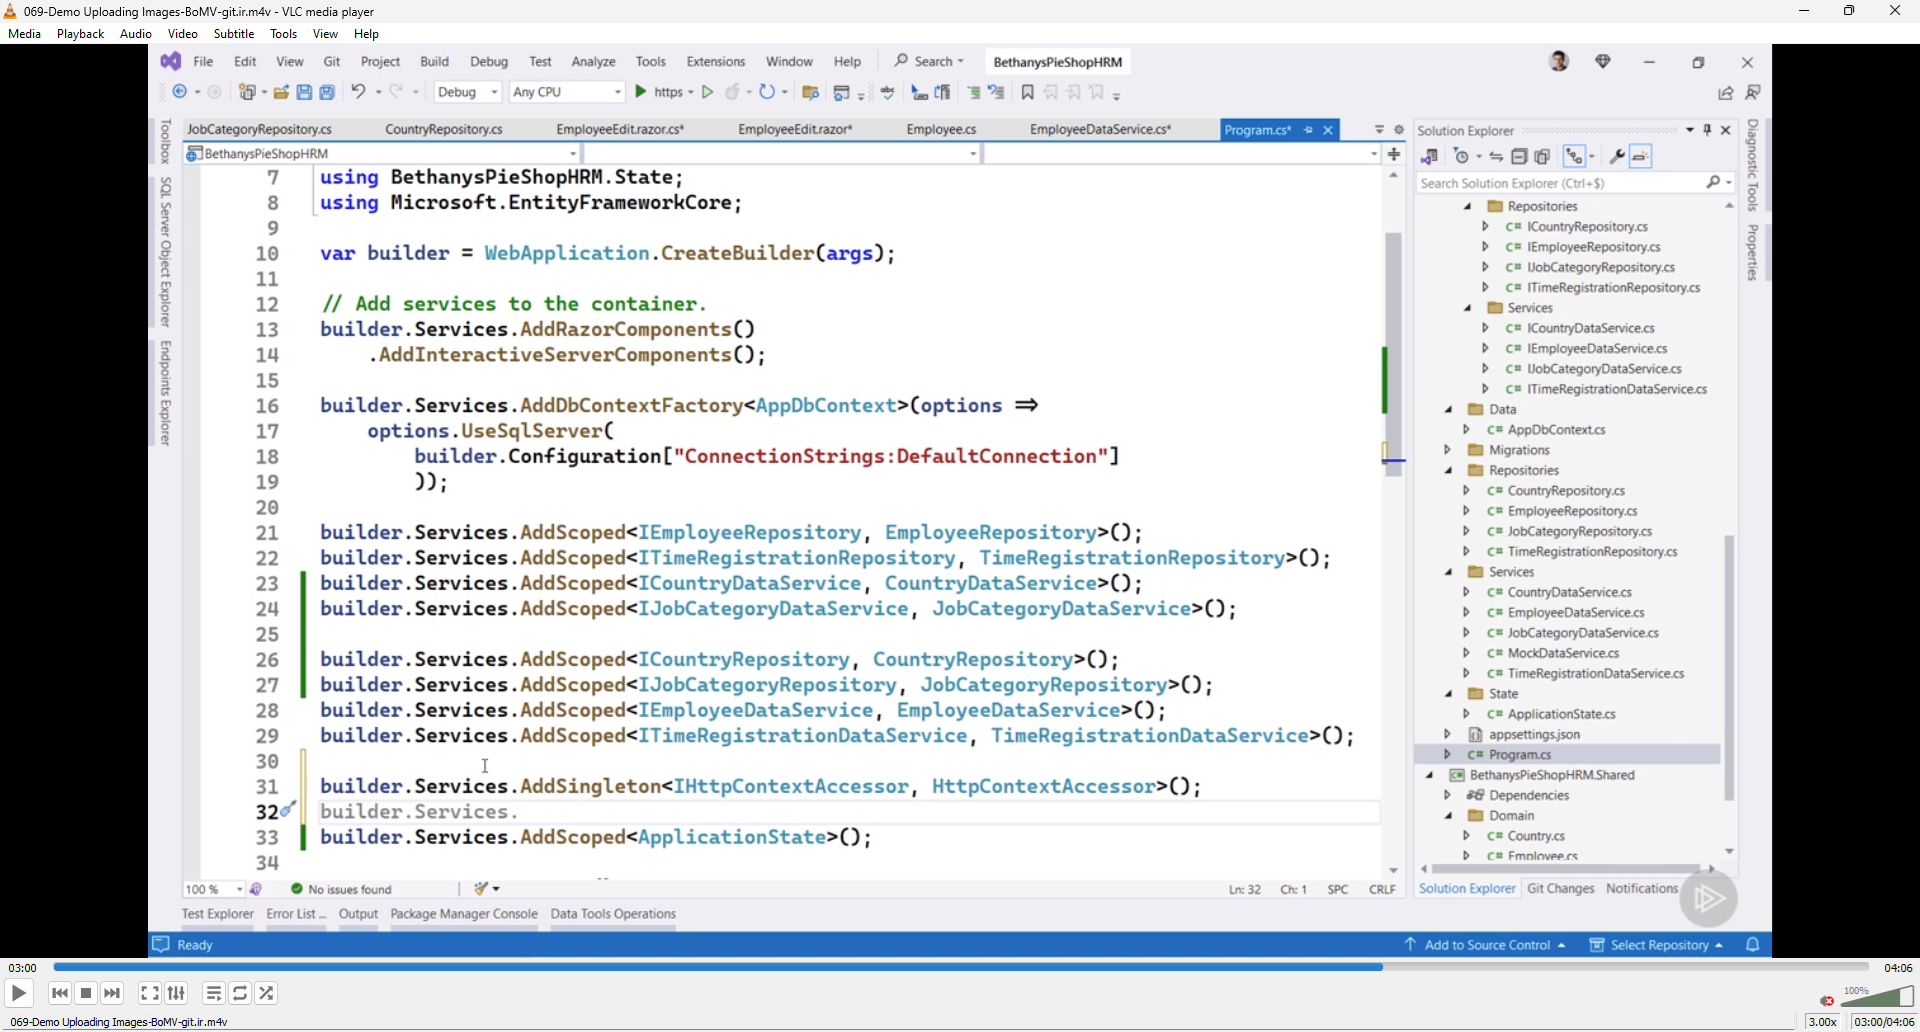 069-Demo Uploading Images-BoMV-git.ir.m4v - VLC media player
Media Playback Audio Video Subtitle Tools View Help
File Edit View Git Project Build Debug Test Analyze Tools Extensions Window Help Search BethanysPieShopHRM
Debug Any CPU https
JobCategoryRepository.cs CountryRepository.cs EmployeeEdit.razor.cs* EmployeeEdit.razor* Employee.cs EmployeeDataService.cs* Program.cs*
BethanysPieShopHRM
Toolbox
SQL Server Object Explorer
Endpoints Explorer
7 using BethanysPieShopHRM.State;
8 using Microsoft.EntityFrameworkCore;
9
10 var builder = WebApplication.CreateBuilder(args);
11
12 // Add services to the container.
13 builder.Services.AddRazorComponents()
14 .AddInteractiveServerComponents();
15
16 builder.Services.AddDbContextFactory<AppDbContext>(options =>
17 options.UseSqlServer(
18 builder.Configuration["ConnectionStrings:DefaultConnection"]
19 ));
20
21 builder.Services.AddScoped<IEmployeeRepository, EmployeeRepository>();
22 builder.Services.AddScoped<ITimeRegistrationRepository, TimeRegistrationRepository>();
23 builder.Services.AddScoped<ICountryDataService, CountryDataService>();
24 builder.Services.AddScoped<IJobCategoryDataService, JobCategoryDataService>();
25
26 builder.Services.AddScoped<ICountryRepository, CountryRepository>();
27 builder.Services.AddScoped<IJobCategoryRepository, JobCategoryRepository>();
28 builder.Services.AddScoped<IEmployeeDataService, EmployeeDataService>();
29 builder.Services.AddScoped<ITimeRegistrationDataService, TimeRegistrationDataService>();
30
31 builder.Services.AddSingleton<IHttpContextAccessor, HttpContextAccessor>();
32 builder.Services.
33 builder.Services.AddScoped<ApplicationState>();
34
100 % No issues found Ln: 32 Ch: 1 SPC CRLF
Solution Explorer
Search Solution Explorer (Ctrl+$)
Repositories
ICountryRepository.cs
IEmployeeRepository.cs
IJobCategoryRepository.cs
ITimeRegistrationRepository.cs
Services
ICountryDataService.cs
IEmployeeDataService.cs
IJobCategoryDataService.cs
ITimeRegistrationDataService.cs
Data
AppDbContext.cs
Migrations
Repositories
CountryRepository.cs
EmployeeRepository.cs
JobCategoryRepository.cs
TimeRegistrationRepository.cs
Services
CountryDataService.cs
EmployeeDataService.cs
JobCategoryDataService.cs
MockDataService.cs
TimeRegistrationDataService.cs
State
ApplicationState.cs
appsettings.json
Program.cs
BethanysPieShopHRM.Shared
Dependencies
Domain
Country.cs
Employee.cs
Solution Explorer Git Changes Notifications
Diagnostic Tools
Properties
Test Explorer Error List ... Output Package Manager Console Data Tools Operations
Ready Add to Source Control Select Repository
03:00 04:06
100%
069-Demo Uploading Images-BoMV-git.ir.m4v 3.00x 03:00/04:06